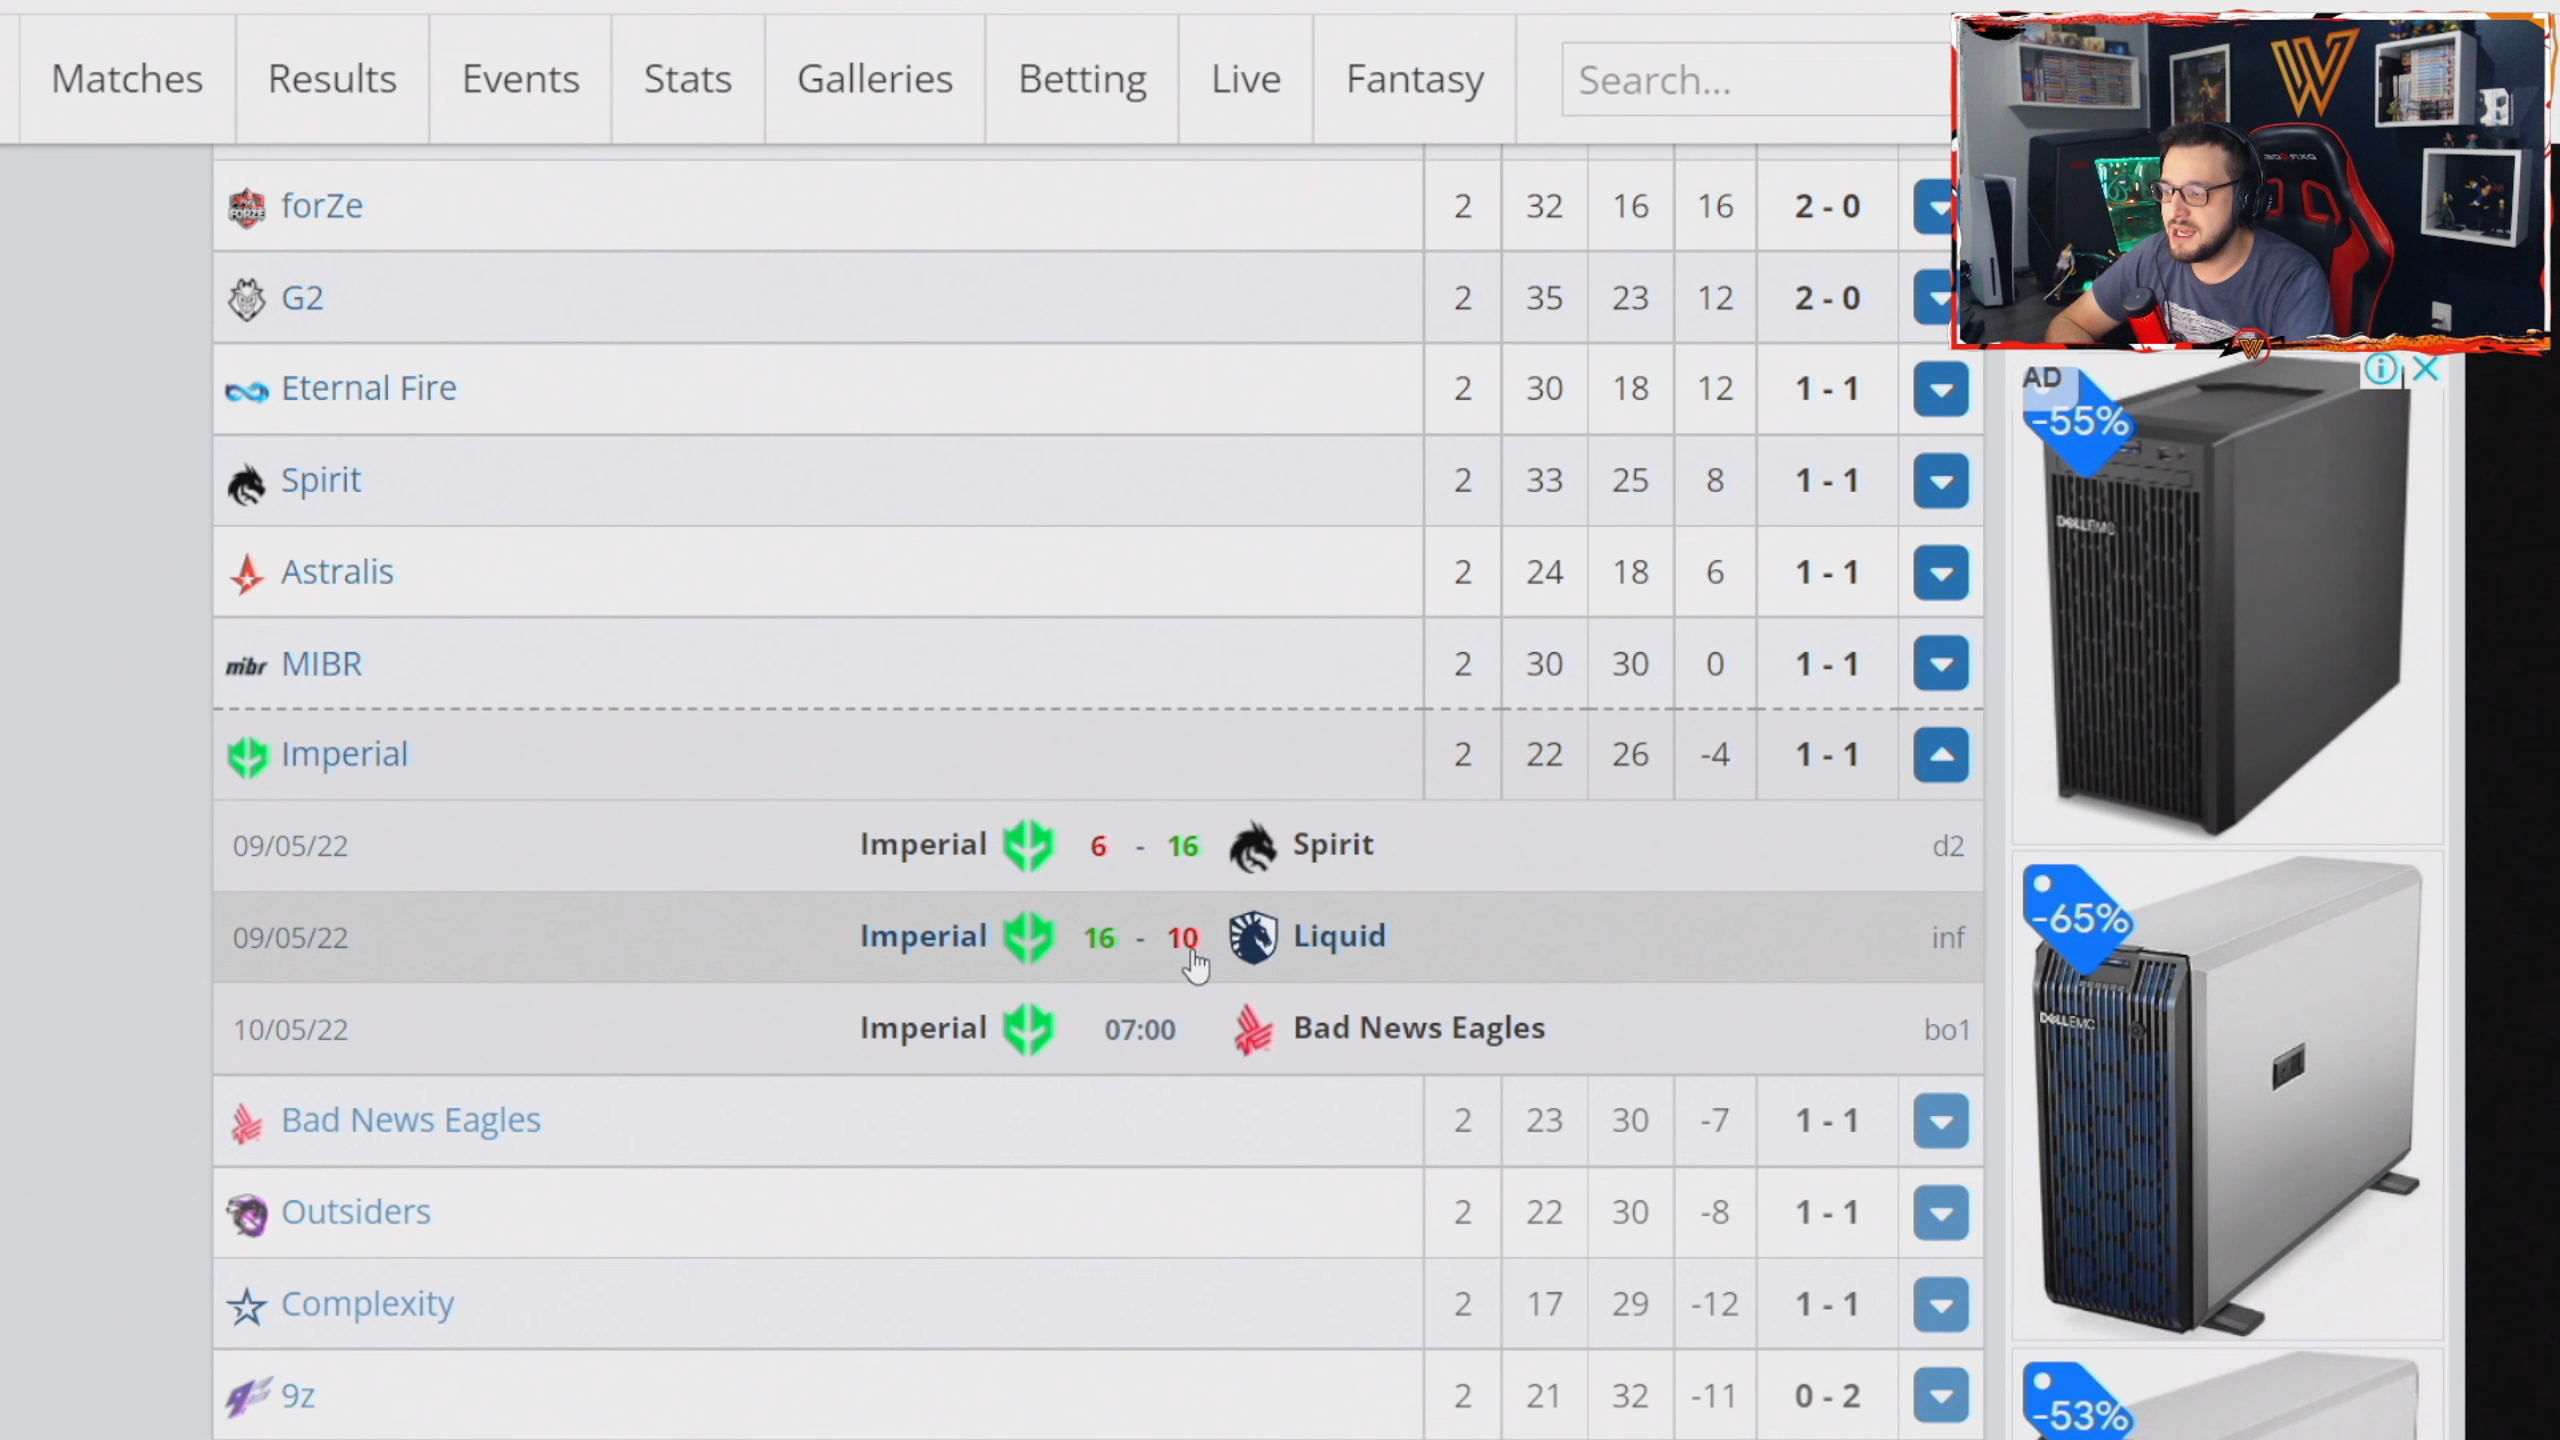 Matches Results Events Stats Galleries Betting Live Fantasy Search...
forZe 2 32 16 16 2 - 0
G2 2 35 23 12 2 - 0
Eternal Fire 2 30 18 12 1 - 1
Spirit 2 33 25 8 1 - 1
Astralis 2 24 18 6 1 - 1
mibr MIBR 2 30 30 0 1 - 1
Imperial 2 22 26 -4 1 - 1
09/05/22 Imperial 6 - 16 Spirit d2
09/05/22 Imperial 16 - 10 Liquid inf
10/05/22 Imperial 07:00 Bad News Eagles bo1
Bad News Eagles 2 23 30 -7 1 - 1
Outsiders 2 22 30 -8 1 - 1
Complexity 2 17 29 -12 1 - 1
9z 2 21 32 -11 0 - 2
AD
-55%
DELLEMC
-65%
DELLEMC
-53%